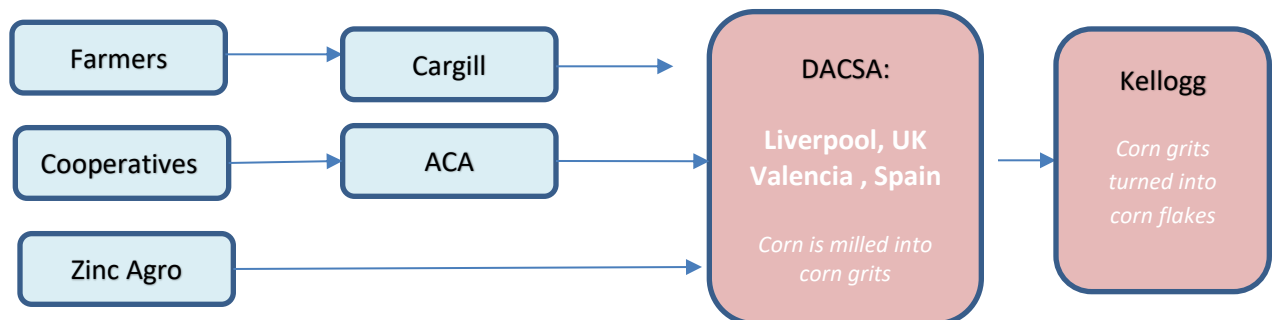 Farmers
Cargill
Cooperatives
ACA
Zinc Agro
DACSA:
Liverpool, UK
Valencia , Spain
Corn is milled into
corn grits
Kellogg
Corn grits
turned into
corn flakes